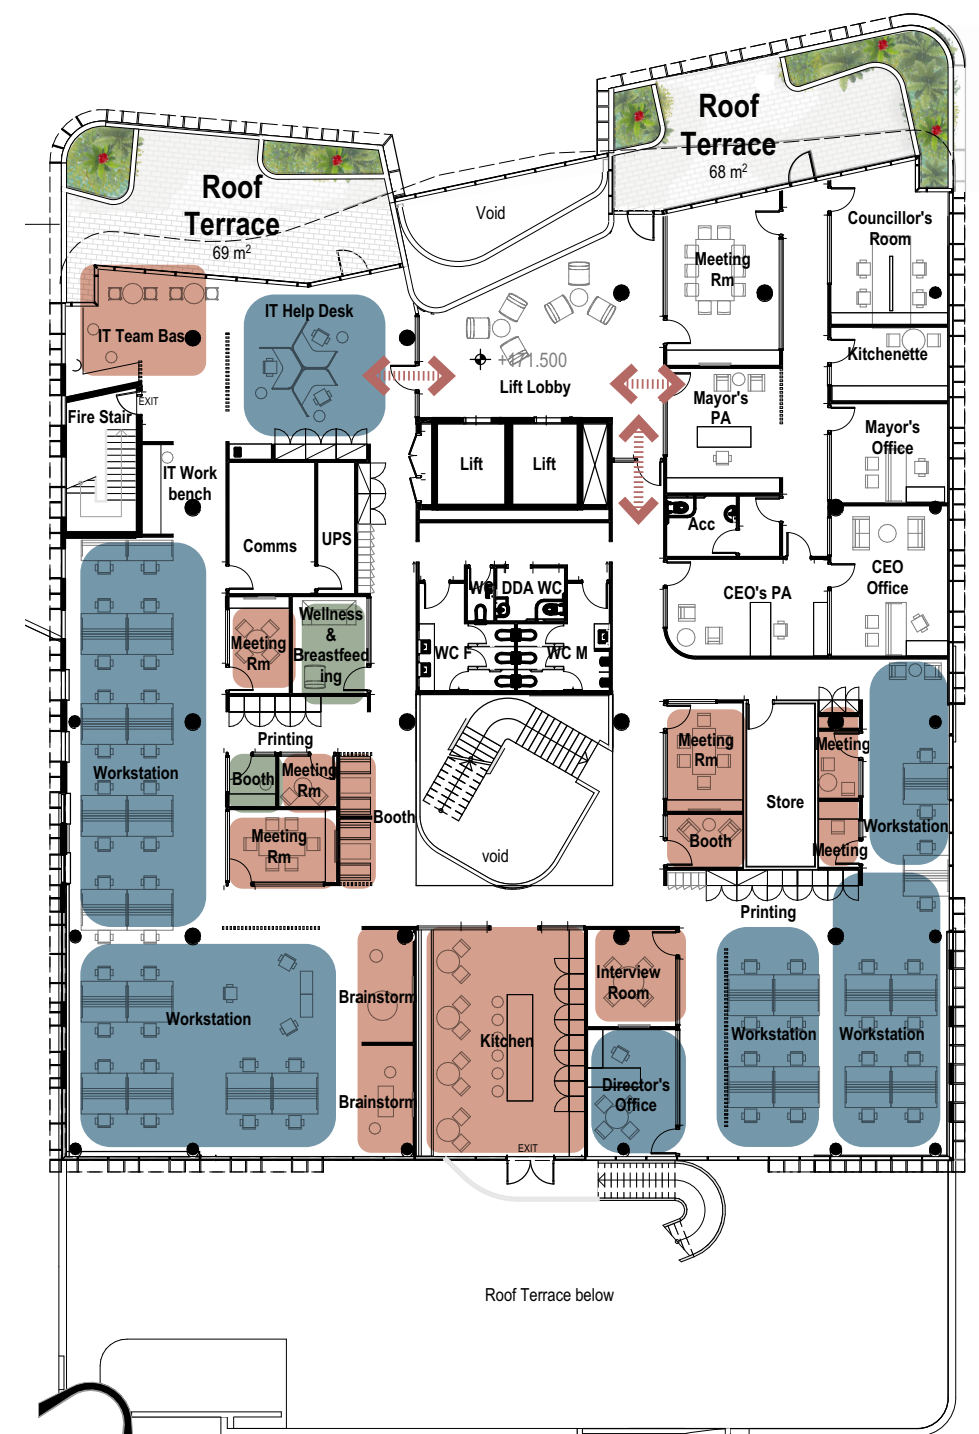 Roof
Terrace
68 m²
Roof
Terrace
69 m²
Void
Councillor's
Room
Meeting
Rm
IT Help Desk
IT Team Bas
+171.500
Lift Lobby
Kitchenette
EXIT
Mayor's
PA
Fire Stair
Mayor's
Office
Lift
Lift
IT Work
bench
Acc
Comms
UPS
CEO
Office
WC
DDA WC
CEO's PA
Wellness
&
Breastfeed
ing
Meeting
Rm
WC F
WC M
Printing
Meeting
Rm
Meeting
Workstation
Booth
Meeting
Rm
Store
Booth
Workstation
Meeting
Rm
void
Booth
Meeting
Printing
Brainstorm
Interview
Room
Workstation
Kitchen
Workstation
Workstation
Brainstorm
Director's
Office
EXIT
Roof Terrace below